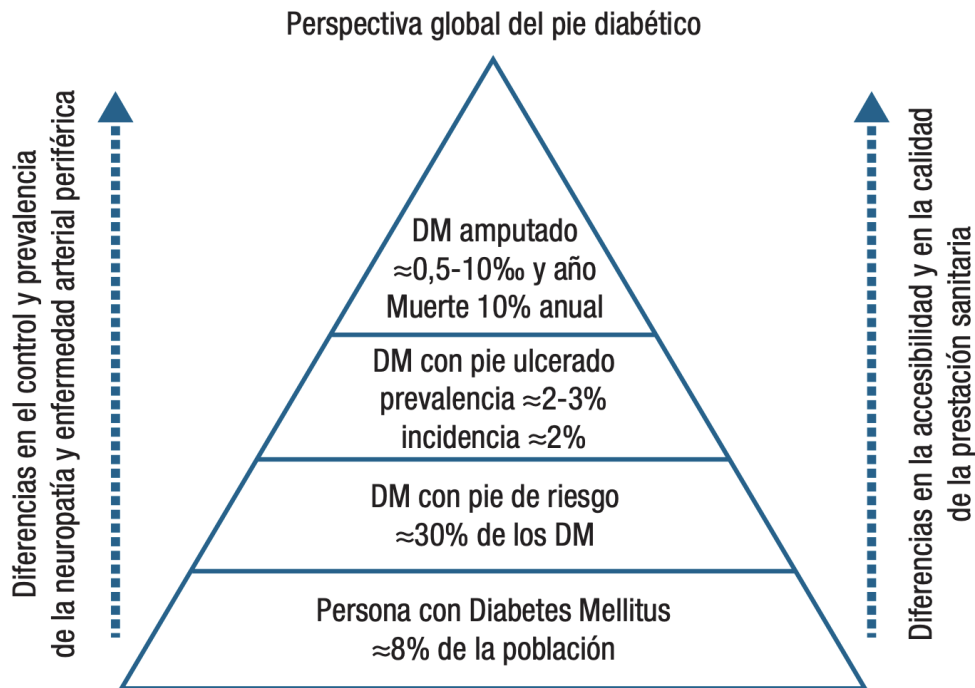 Perspectiva global del pie diabético
Diferencias en el control y prevalencia
de la neuropatía y enfermedad arterial periférica
DM amputado
≈0,5-10‰ y año
Muerte 10% anual
DM con pie ulcerado
prevalencia ≈2-3%
incidencia ≈2%
DM con pie de riesgo
≈30% de los DM
Persona con Diabetes Mellitus
≈8% de la población
Diferencias en la accesibilidad y en la calidad
de la prestación sanitaria